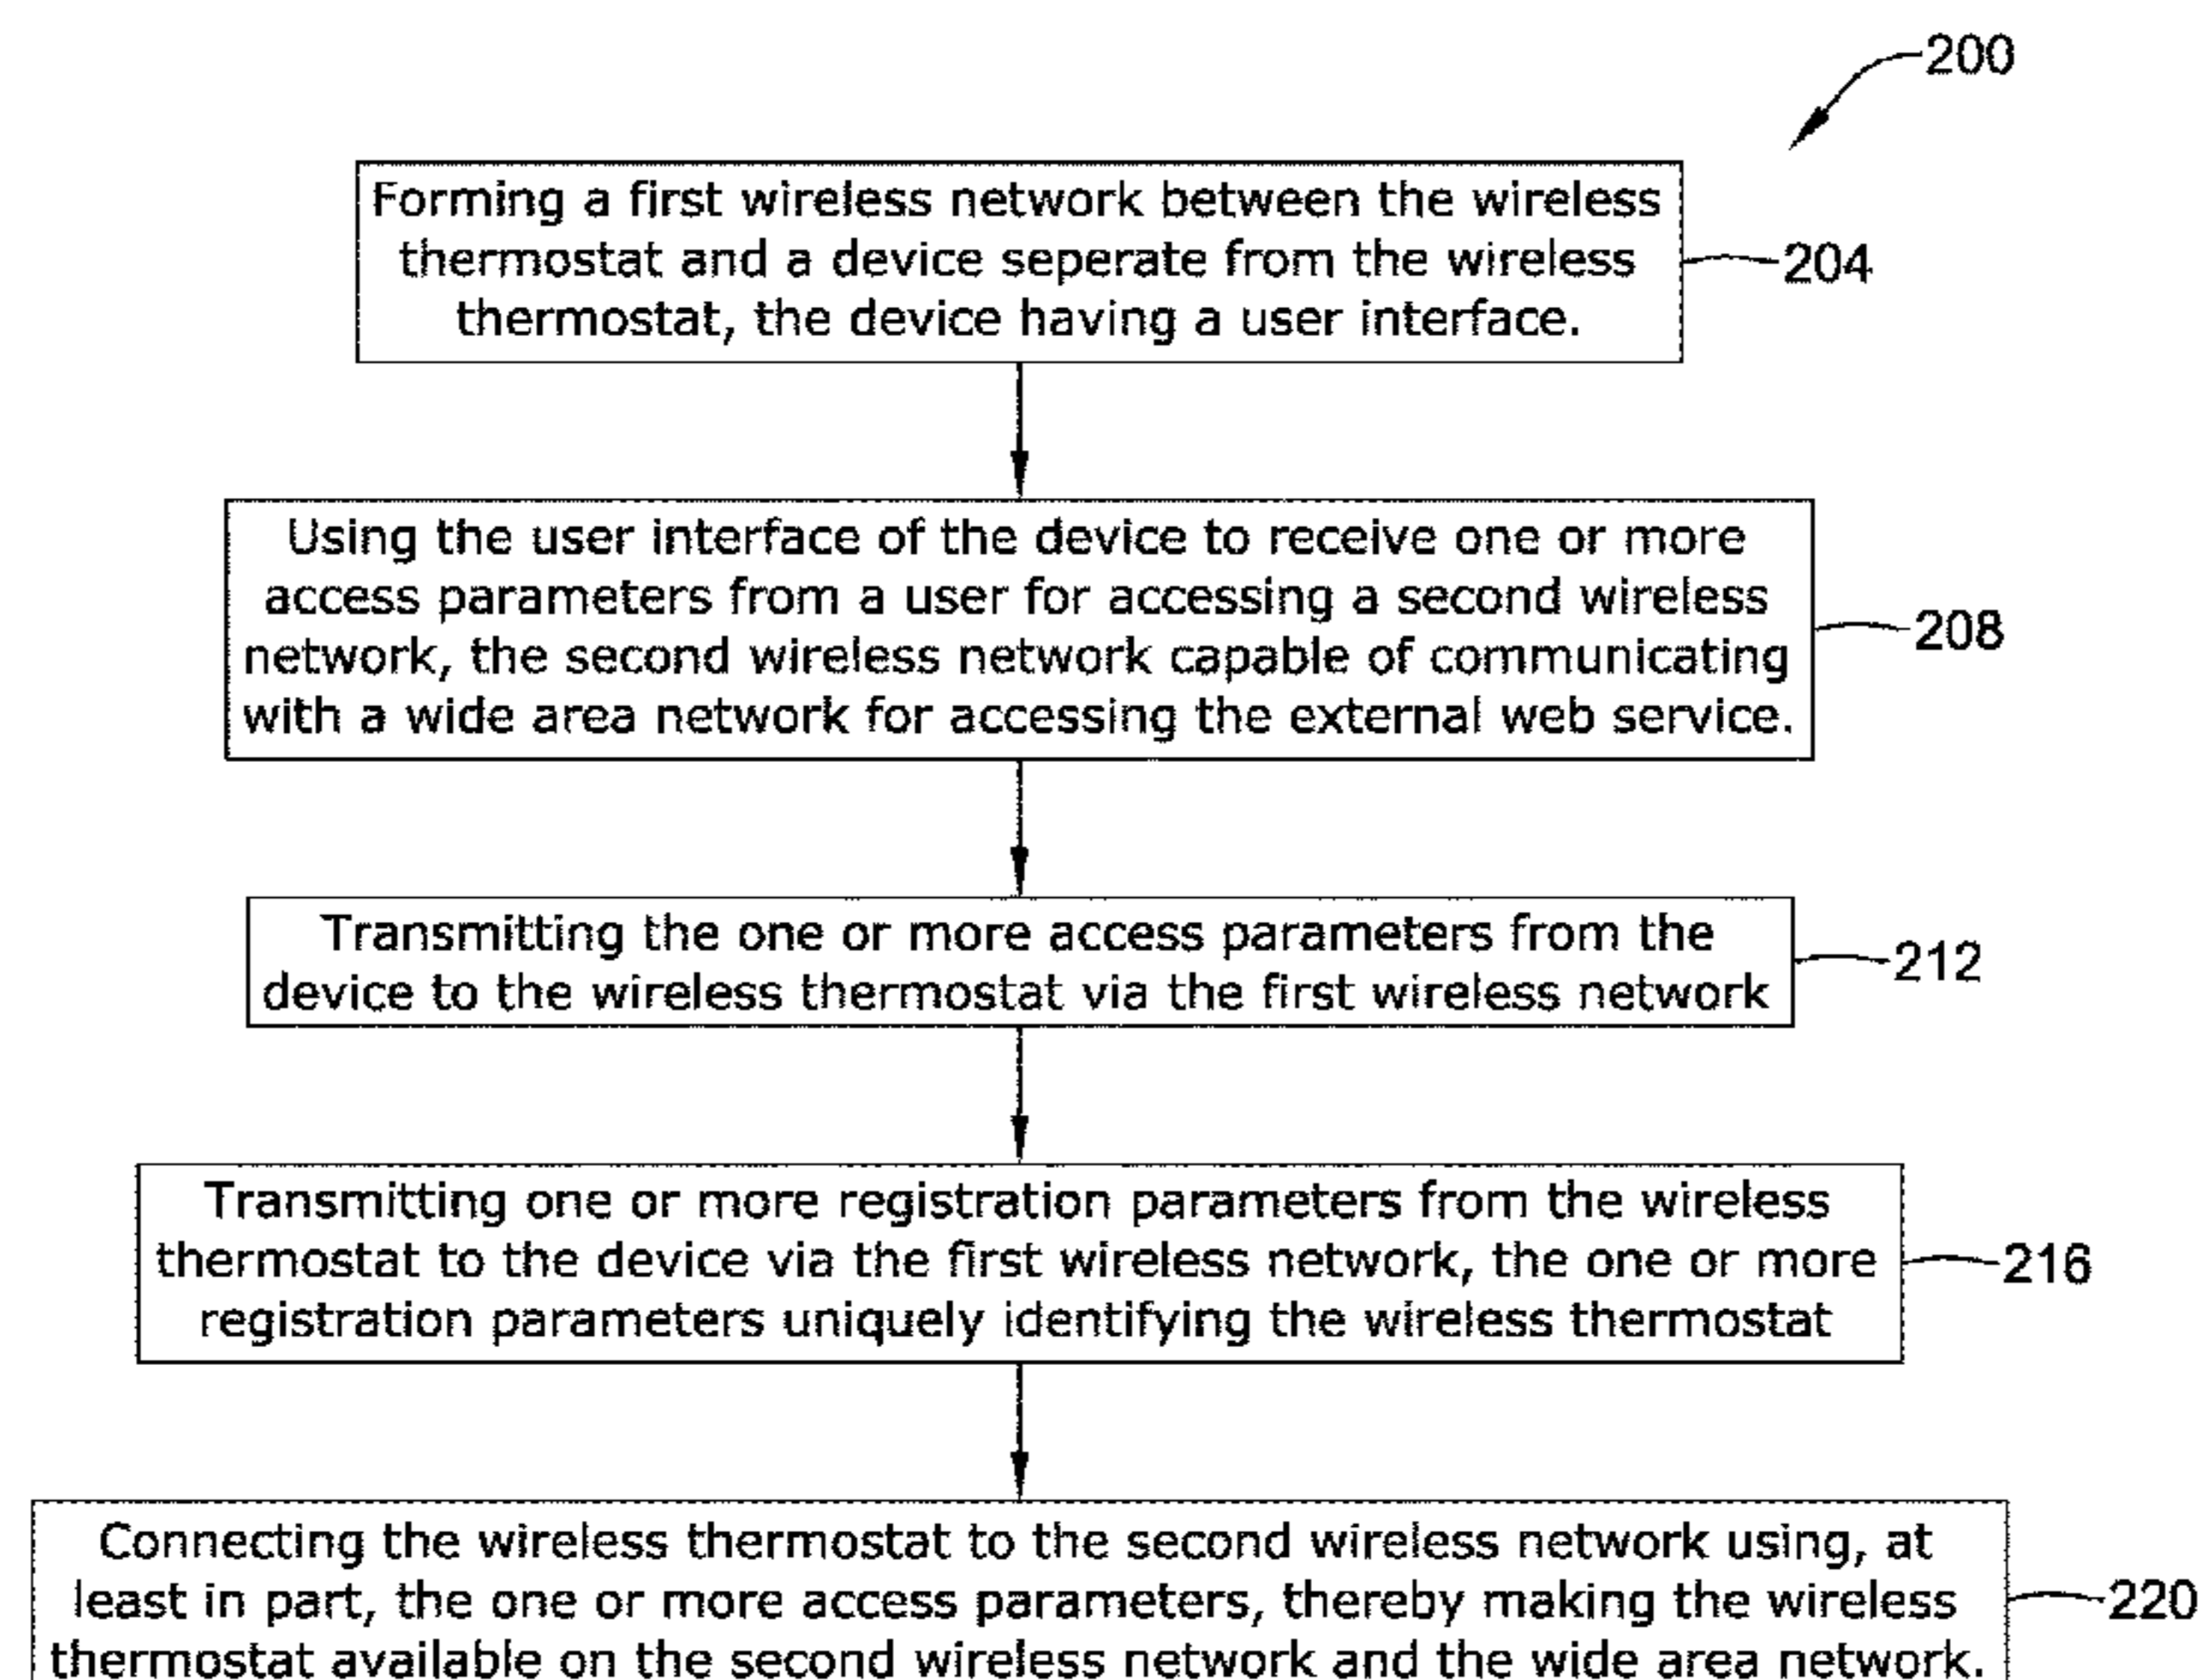 200
Forming a first wireless network between the wireless
thermostat and a device seperate from the wireless
thermostat, the device having a user interface.
204
Using the user interface of the device to receive one or more
access parameters from a user for accessing a second wireless
network, the second wireless network capable of communicating
with a wide area network for accessing the external web service.
208
Transmitting the one or more access parameters from the
device to the wireless thermostat via the first wireless network
212
Transmitting one or more registration parameters from the wireless
thermostat to the device via the first wireless network, the one or more
registration parameters uniquely identifying the wireless thermostat
216
Connecting the wireless thermostat to the second wireless network using, at
least in part, the one or more access parameters, thereby making the wireless
thermostat available on the second wireless network and the wide area network.
220